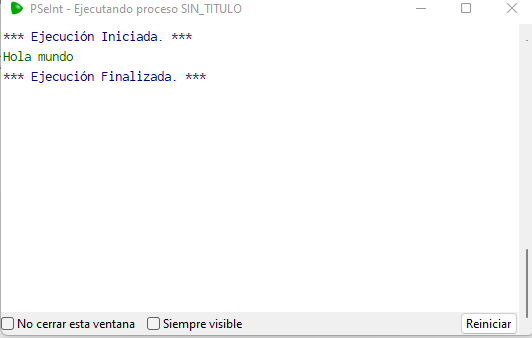 PSeInt - Ejecutando proceso SIN_TITULO
*** Ejecución Iniciada. ***
Hola mundo
*** Ejecución Finalizada. ***
No cerrar esta ventana
Siempre visible
Reiniciar